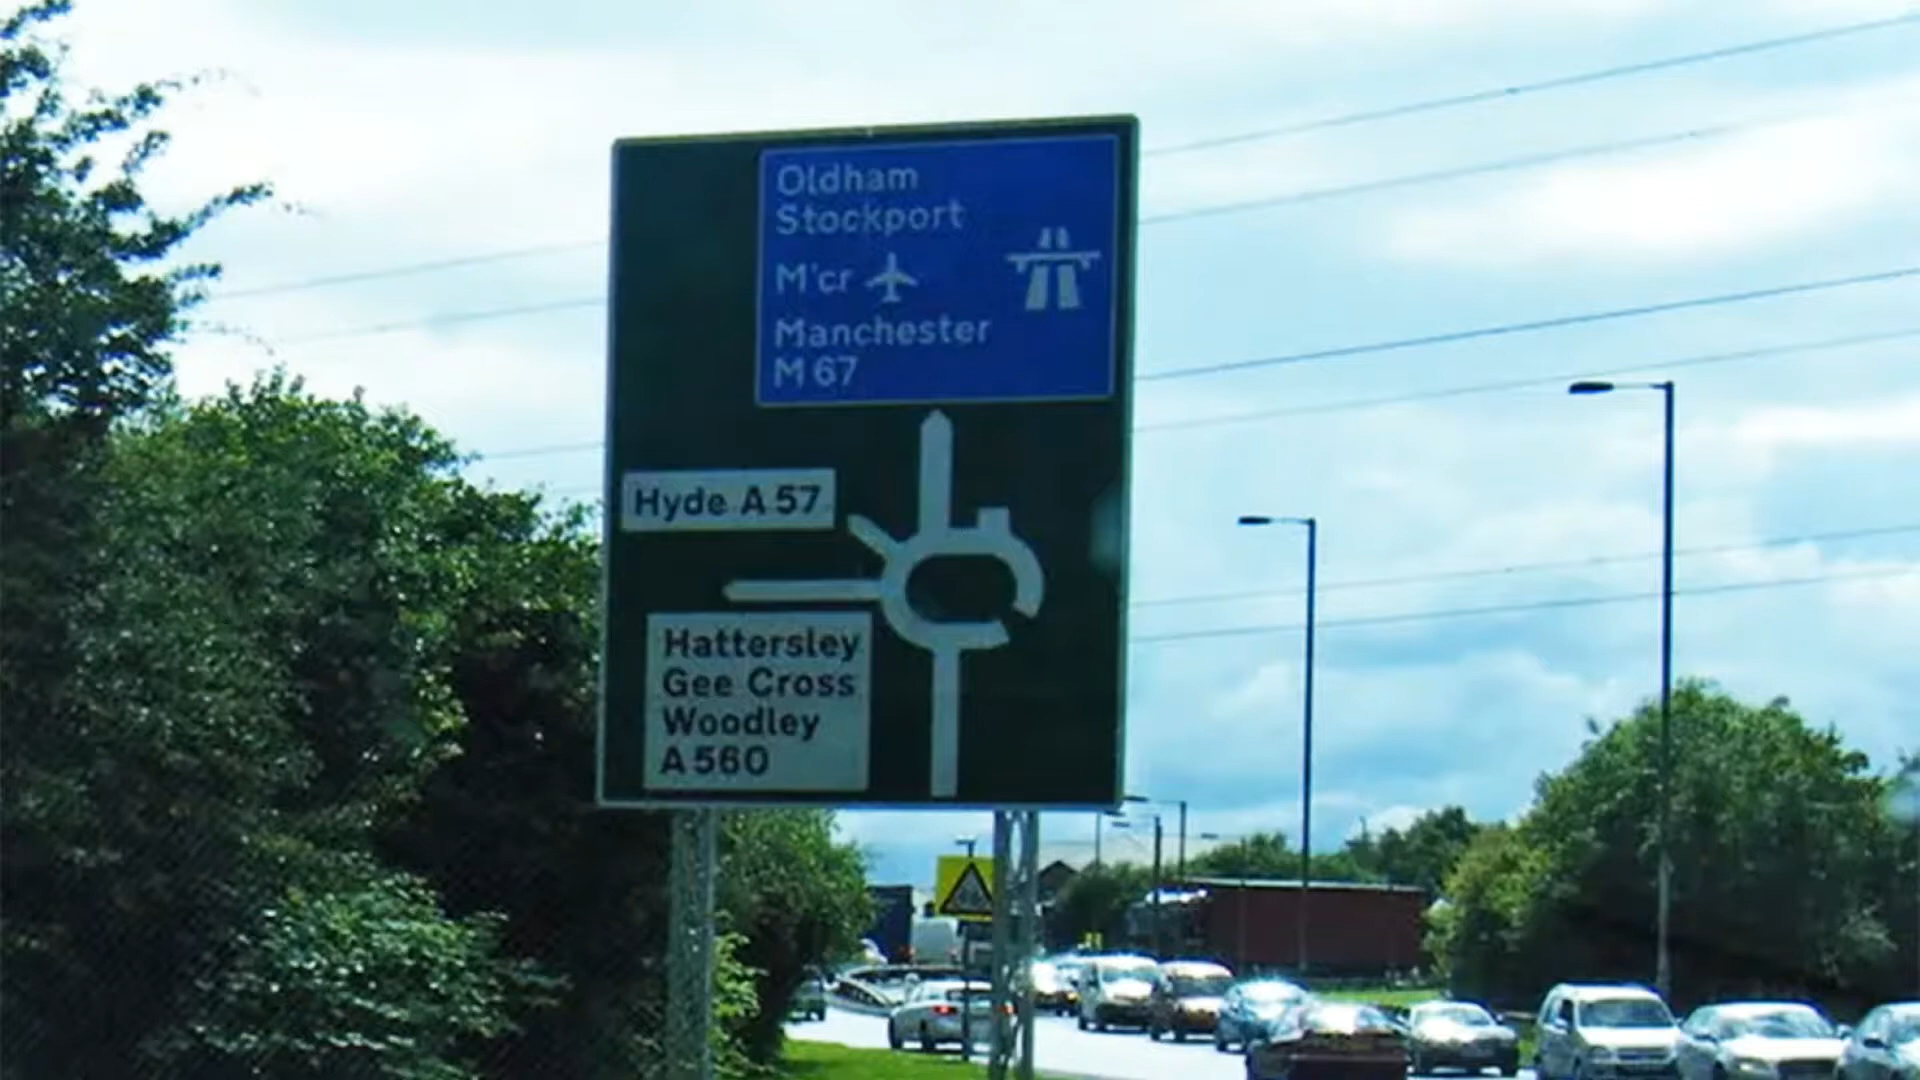 Oldham
Stockport
M'cr
Manchester
M 67
Hyde A 57
Hattersley
Gee Cross
Woodley
A 560